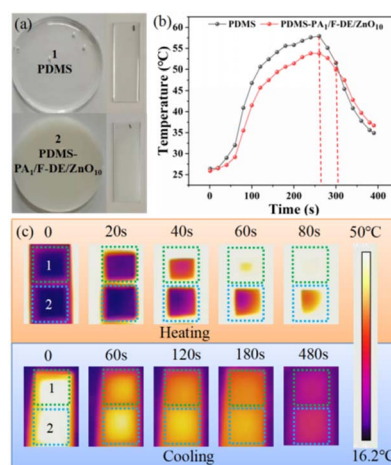 (a)
1
PDMS
2
PDMS-
PA₁/F-DE/ZnO₁₀
(b)
PDMS
PDMS-PA₁/F-DE/ZnO₁₀
Temperature (℃)
60
55
50
45
40
35
30
25
0 100 200 300 400
Time (s)
(c)
0 20s 40s 60s 80s
1
2
Heating
0 60s 120s 180s 480s
1
2
Cooling
50℃
16.2℃